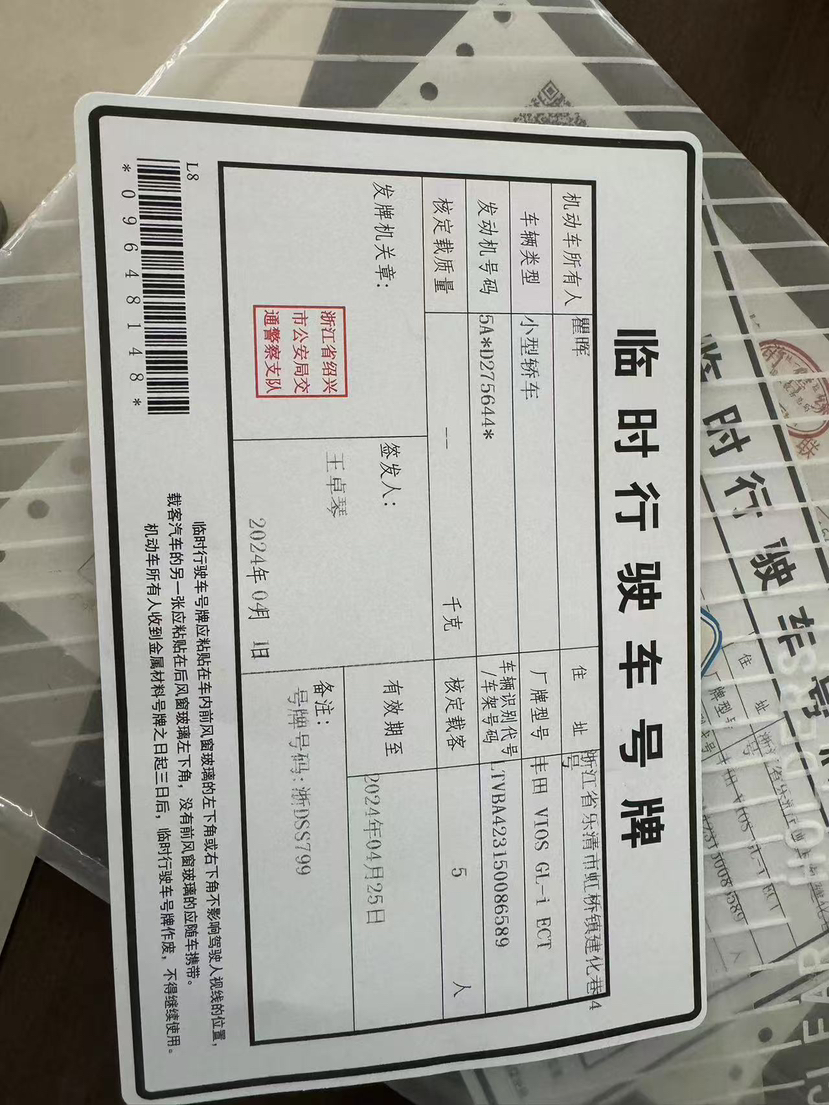 临时行驶车号牌
机动车所有人 瞿晖 住址 浙江省乐清市虹桥镇建化巷4号
车辆类型 小型轿车 厂牌型号 丰田 VIOS GL-i ECT
发动机号码 5A*D275644* 车辆识别代号/车架号码 LTVBA423150086589
核定载质量 — 千克 核定载客 5 人
发牌机关章：
浙江省绍兴
市公安局交
通警察支队
签发人：
王卓琴
2024年04月 1日
有效期至 2024年04月25日
备注：
号牌号码:浙DSS799
临时行驶车号牌应粘贴在车内前风窗玻璃的左下角或右下角不影响驾驶人视线的位置，
载客汽车的另一张应粘贴在后风窗玻璃左下角，没有前风窗玻璃的应随车携带。
机动车所有人收到金属材料号牌之日起三日后，临时行驶车号牌作废，不得继续使用。
L8
*09648148*
临时行驶车号
住 址